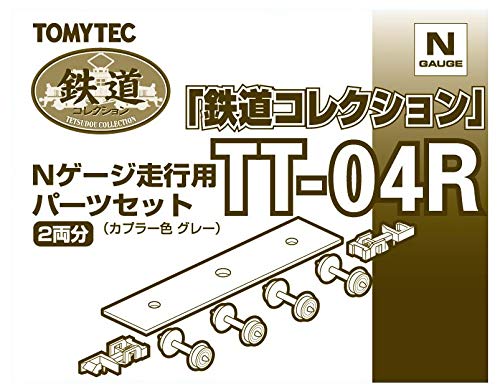 TOMYTEC
N
GAUGE
鉄道
コレクション
TETSUDOU COLLECTION
「鉄道コレクション」
Nゲージ走行用
パーツセット
TT-04R
2両分
(カプラー色 グレー)